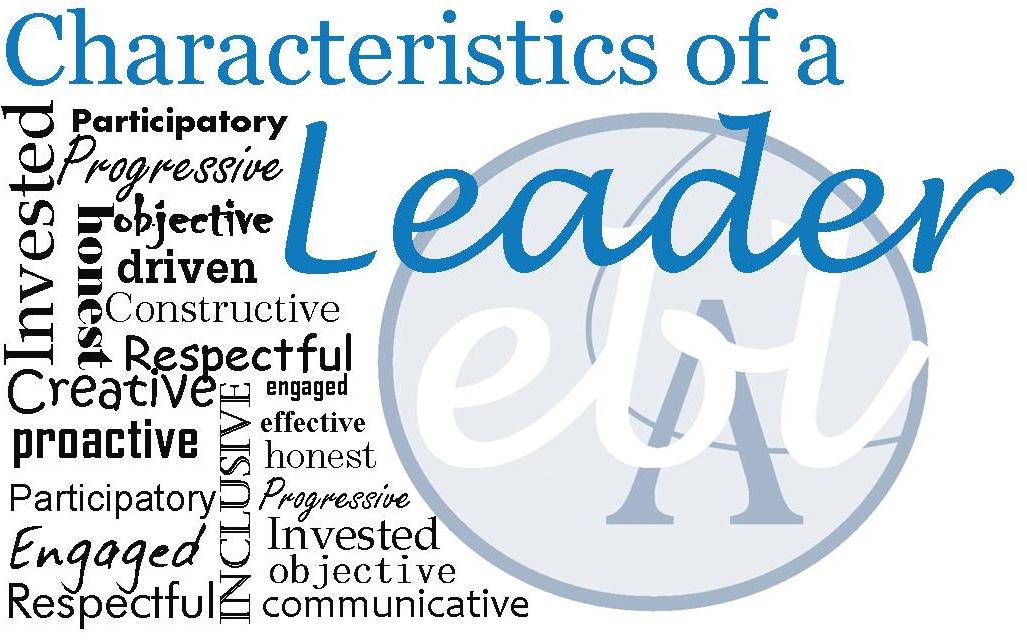 Characteristics of a
Leader
Invested
Participatory
Progressive
honest
objective
driven
Constructive
Respectful
Creative
engaged
proactive
INCLUSIVE
effective
honest
Participatory
Progressive
Engaged
Invested
objective
Respectful
communicative
ebl
A